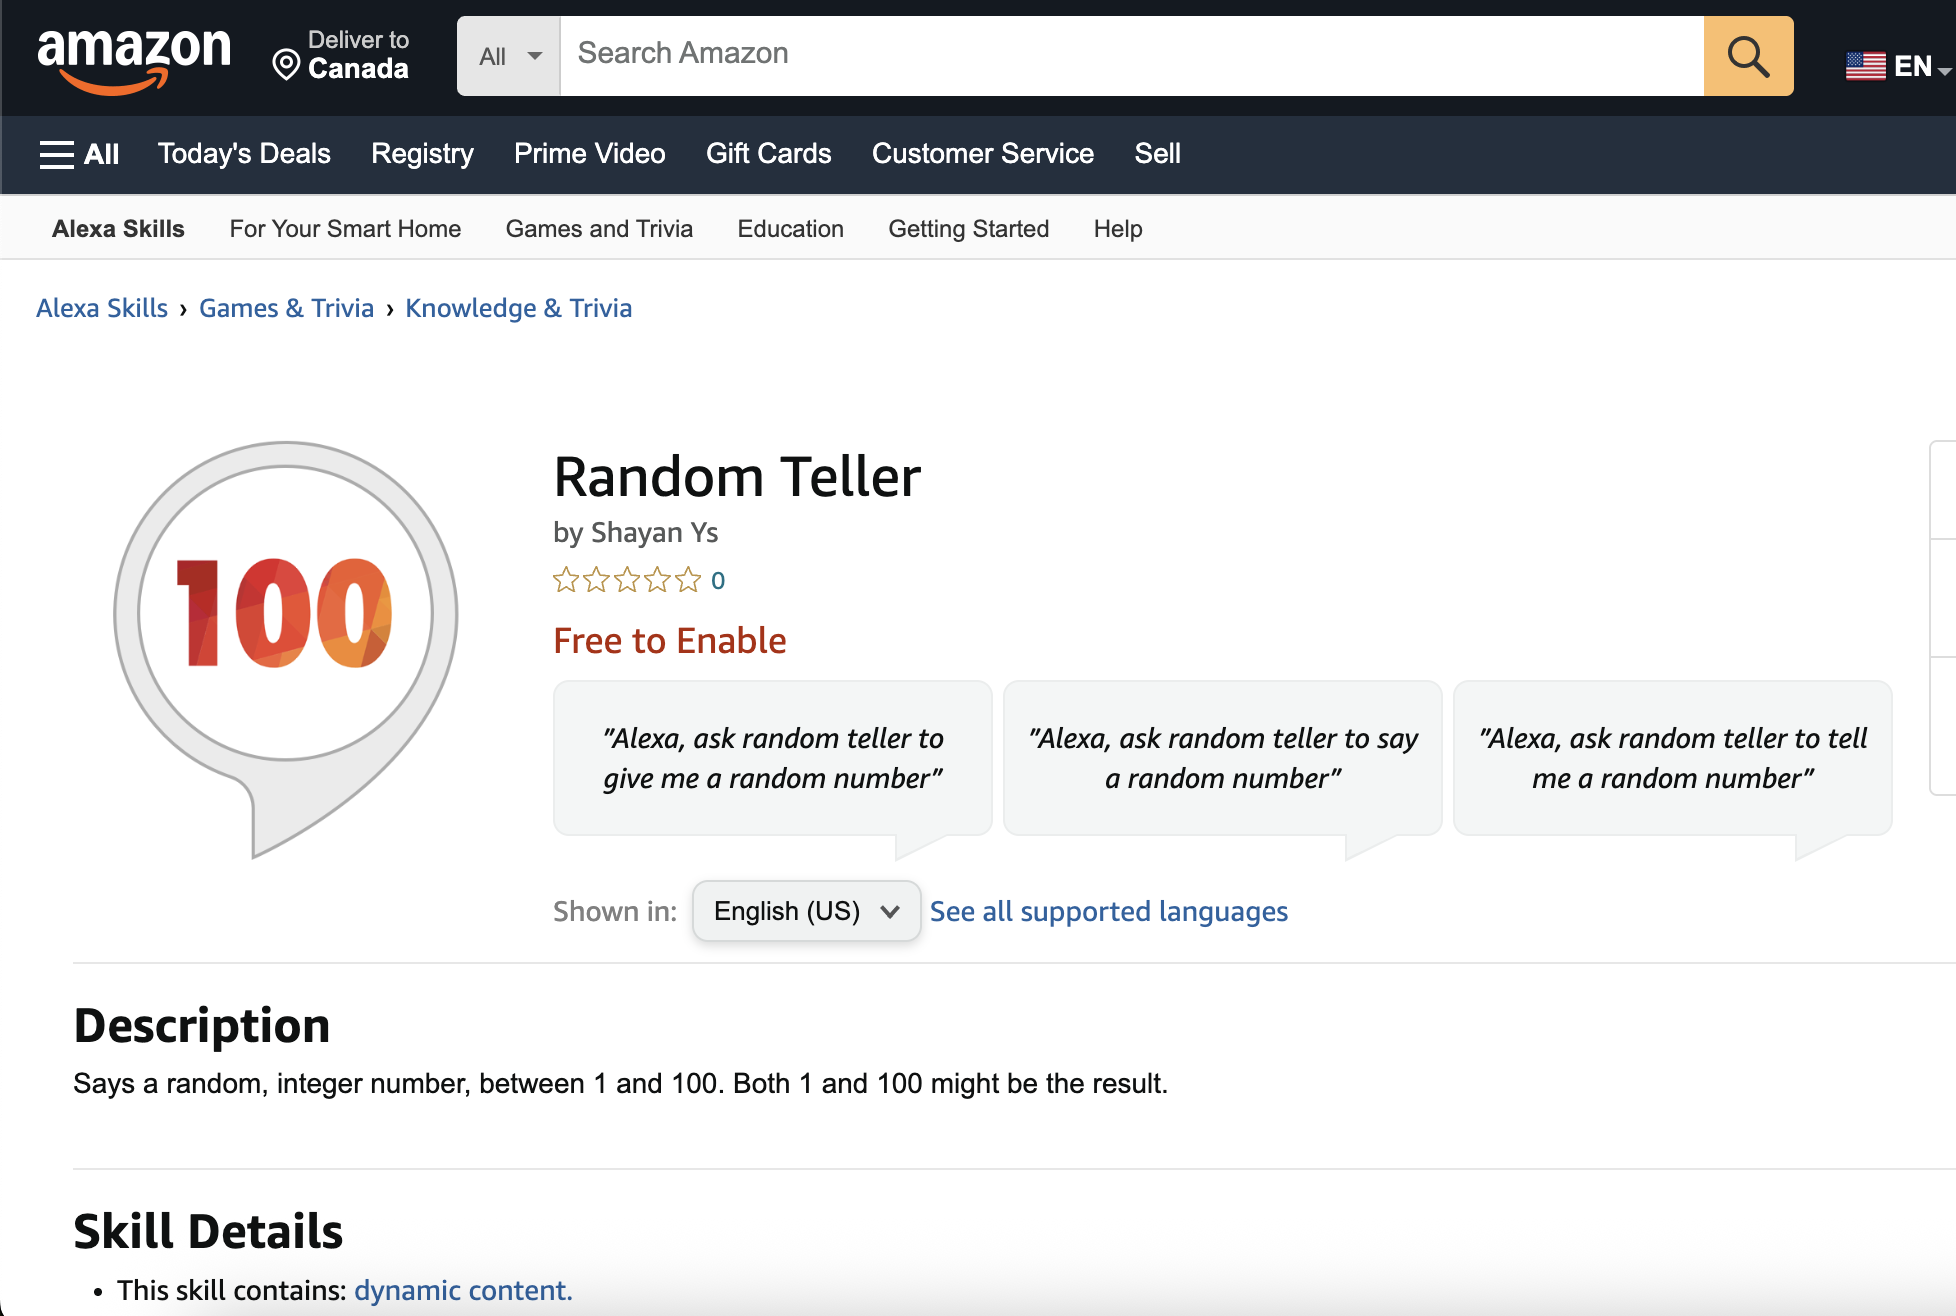 amazon
Deliver to
Canada
All
Search Amazon
EN
All Today's Deals Registry Prime Video Gift Cards Customer Service Sell
Alexa Skills For Your Smart Home Games and Trivia Education Getting Started Help
Alexa Skills › Games & Trivia › Knowledge & Trivia
100
Random Teller
by Shayan Ys
0
Free to Enable
"Alexa, ask random teller to
give me a random number"
"Alexa, ask random teller to say
a random number"
"Alexa, ask random teller to tell
me a random number"
Shown in: English (US) See all supported languages
Description
Says a random, integer number, between 1 and 100. Both 1 and 100 might be the result.
Skill Details
• This skill contains: dynamic content.